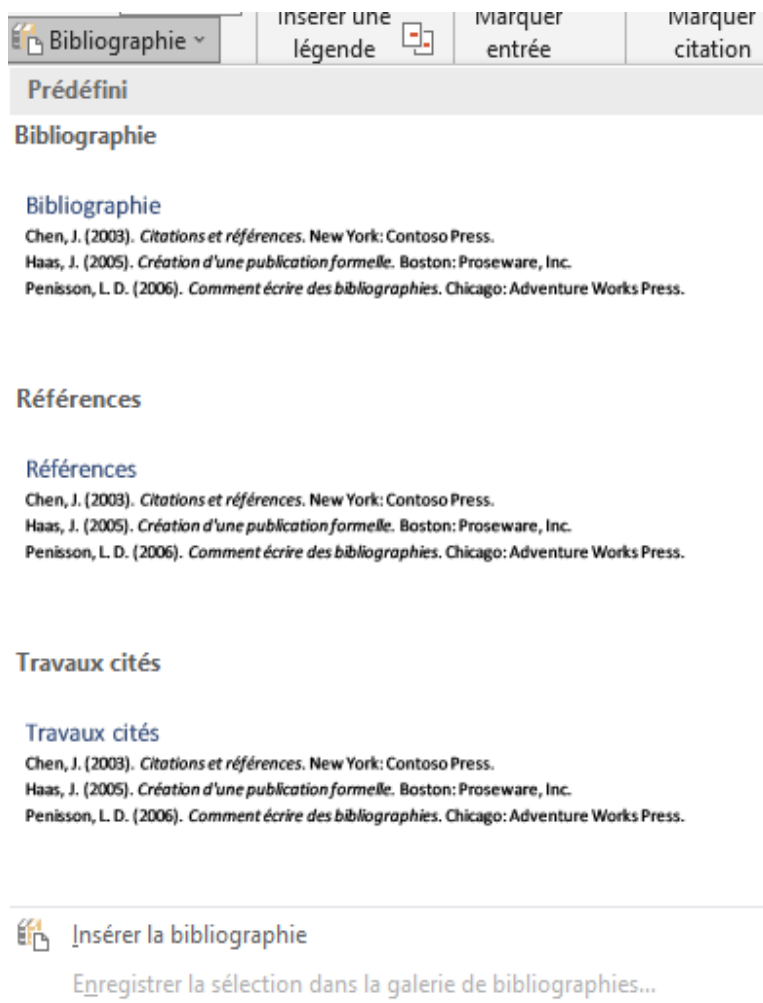 Insérer une
Marquer
Marquer
Bibliographie
légende
entrée
citation
Prédéfini
Bibliographie
Bibliographie
Chen, J. (2003). Citations et références. New York: Contoso Press.
Haas, J. (2005). Création d'une publication formelle. Boston: Proseware, Inc.
Penisson, L. D. (2006). Comment écrire des bibliographies. Chicago: Adventure Works Press.
Références
Références
Chen, J. (2003). Citations et références. New York: Contoso Press.
Haas, J. (2005). Création d'une publication formelle. Boston: Proseware, Inc.
Penisson, L. D. (2006). Comment écrire des bibliographies. Chicago: Adventure Works Press.
Travaux cités
Travaux cités
Chen, J. (2003). Citations et références. New York: Contoso Press.
Haas, J. (2005). Création d'une publication formelle. Boston: Proseware, Inc.
Penisson, L. D. (2006). Comment écrire des bibliographies. Chicago: Adventure Works Press.
Insérer la bibliographie
Enregistrer la sélection dans la galerie de bibliographies...